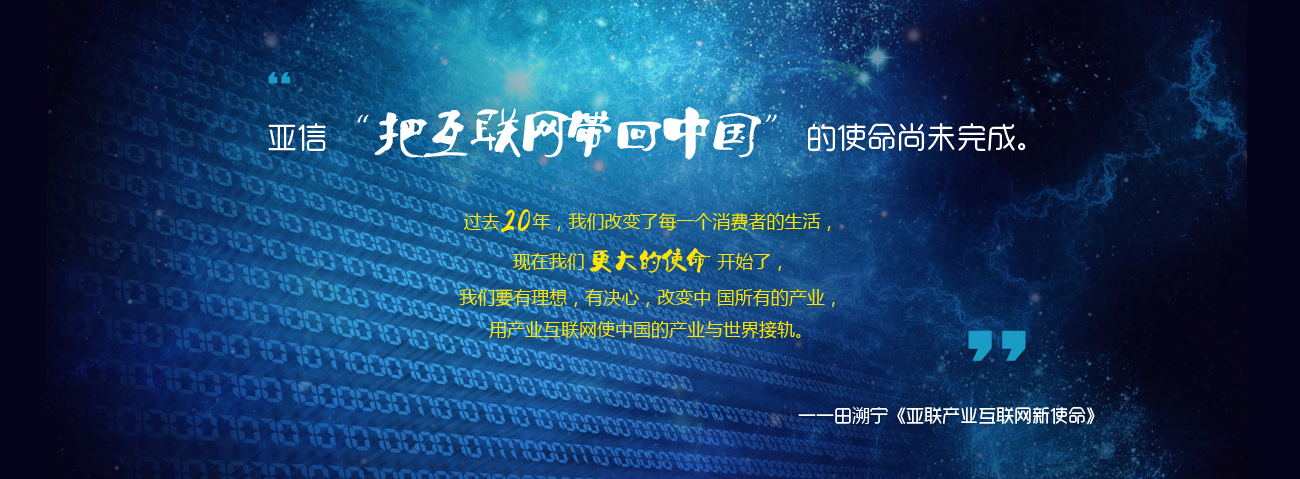 “
亚信 “把互联网带回中国” 的使命尚未完成。
过去20年，我们改变了每一个消费者的生活，
现在我们 更大的使命 开始了，
我们要有理想，有决心，改变中 国所有的产业，
用产业互联网使中国的产业与世界接轨。
”
——田溯宁《亚联产业互联网新使命》